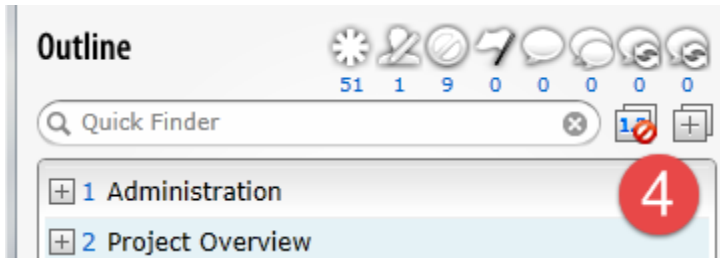 Outline
51 1 9 0 0 0 0 0
Quick Finder
1 Administration
4
2 Project Overview